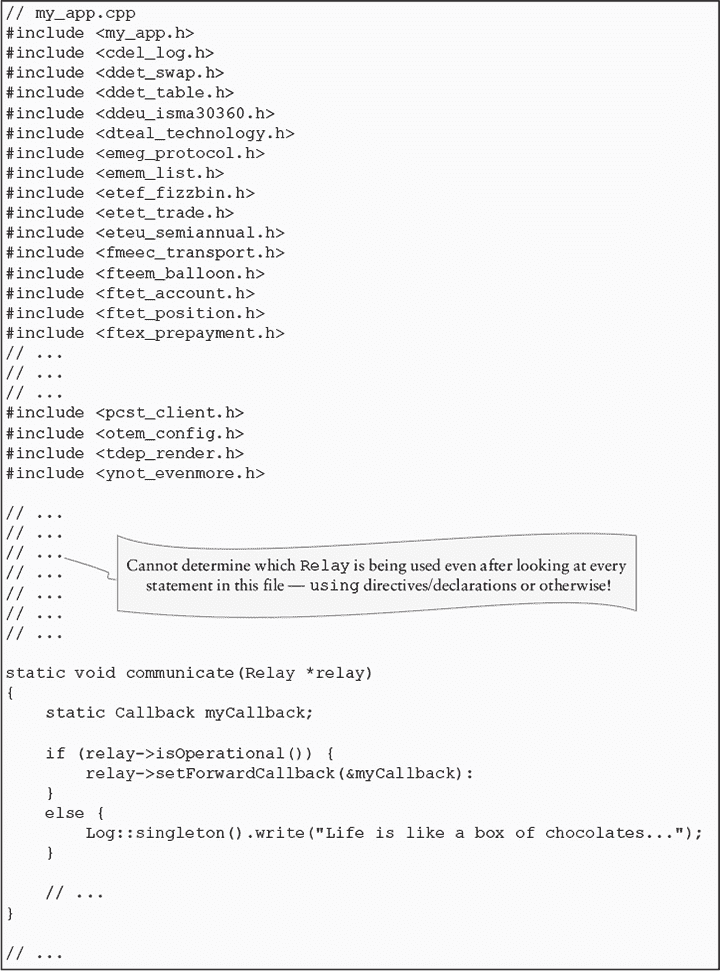 // my_app.cpp
#include <my_app.h>
#include <cdel_log.h>
#include <ddet_swap.h>
#include <ddet_table.h>
#include <ddeu_isma30360.h>
#include <dteal_technology.h>
#include <emeg_protocol.h>
#include <emem_list.h>
#include <etef_fizzbin.h>
#include <etet_trade.h>
#include <eteu_semiannual.h>
#include <fmeec_transport.h>
#include <fteem_balloon.h>
#include <ftet_account.h>
#include <ftet_position.h>
#include <ftex_prepayment.h>
// ...
// ...
// ...
#include <pcst_client.h>
#include <otem_config.h>
#include <tdep_render.h>
#include <ynot_evenmore.h>
// ...
// ...
// ...
// ...
// ...
// ...
// ...
Cannot determine which Relay is being used even after looking at every
statement in this file — using directives/declarations or otherwise!
static void communicate(Relay *relay)
{
    static Callback myCallback;
    if (relay->isOperational()) {
        relay->setForwardCallback(&myCallback):
    }
    else {
        Log::singleton().write("Life is like a box of chocolates...");
    }
    // ...
}
// ...